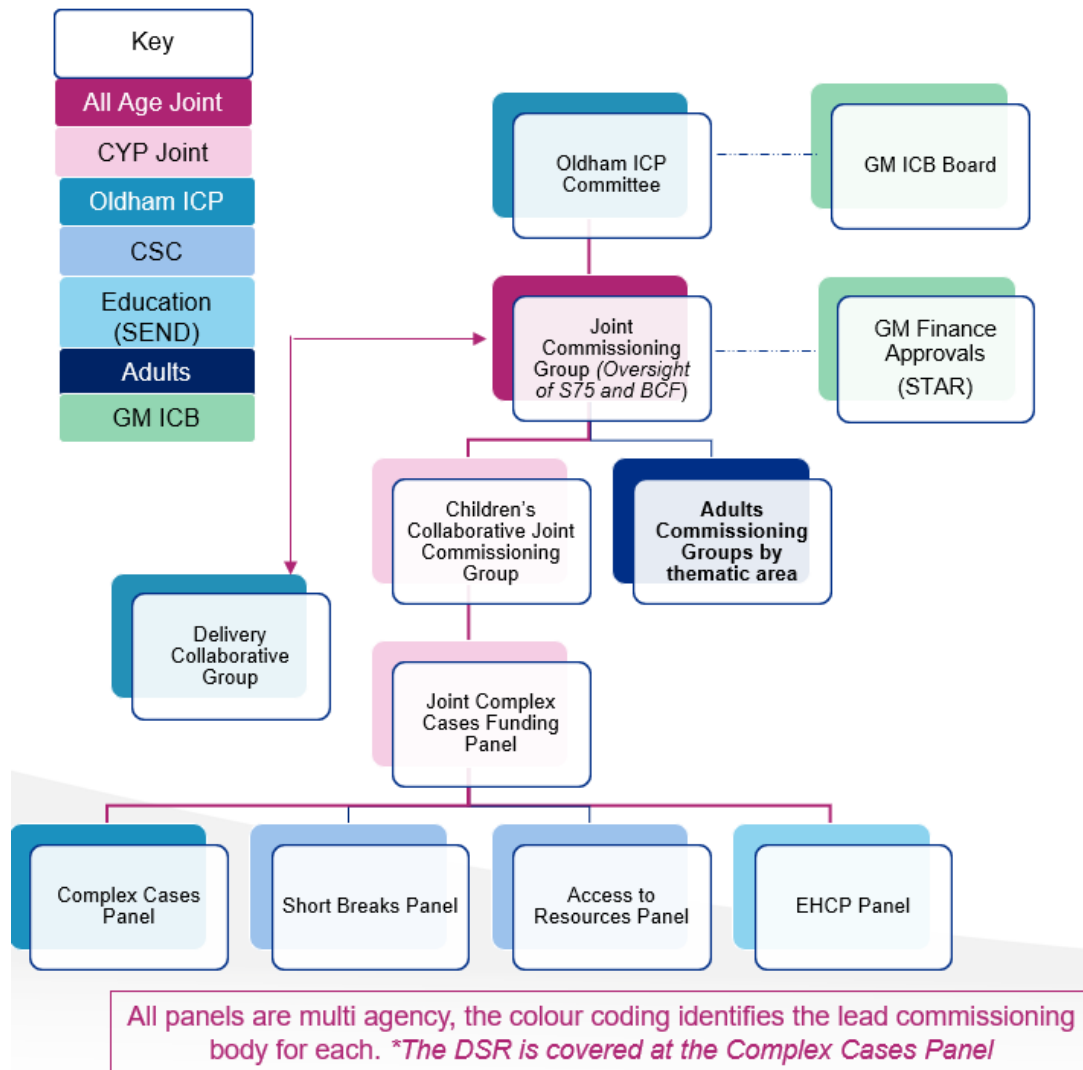 Key
All Age Joint
CYP Joint
Oldham ICP
CSC
Education
(SEND)
Adults
GM ICB
Oldham ICP
Committee
GM ICB Board
Joint
Commissioning
Group (Oversight
of S75 and BCF)
GM Finance
Approvals
(STAR)
Children's
Collaborative Joint
Commissioning
Group
Adults
Commissioning
Groups by
thematic area
Delivery
Collaborative
Group
Joint Complex
Cases Funding
Panel
Complex Cases
Panel
Short Breaks Panel
Access to
Resources Panel
EHCP Panel
All panels are multi agency, the colour coding identifies the lead commissioning
body for each. *The DSR is covered at the Complex Cases Panel